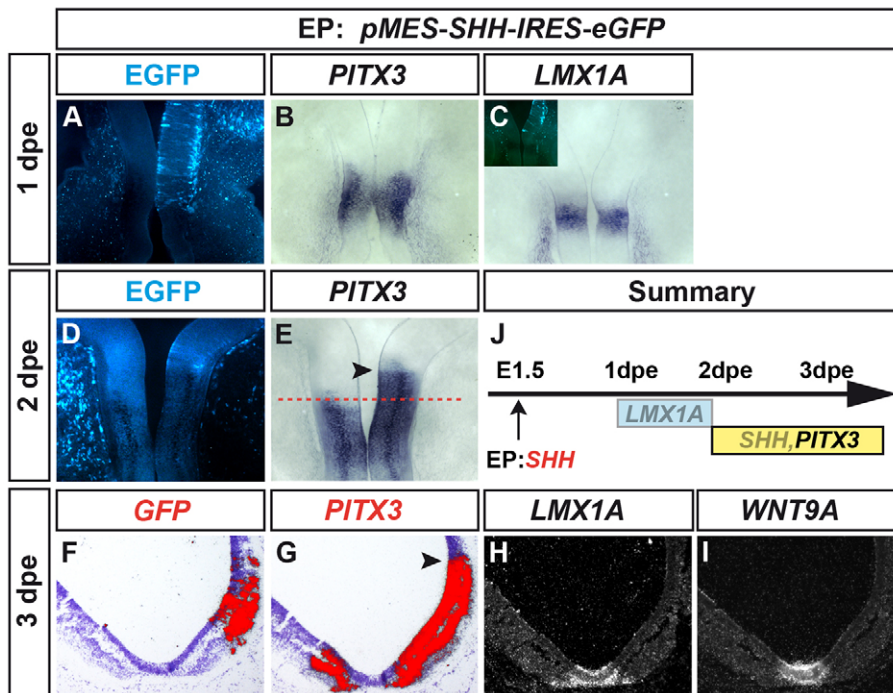 EP: pMES-SHH-IRES-eGFP
EGFP PITX3 LMX1A
1 dpe
A B C
EGFP PITX3 Summary
2 dpe
D E J
E1.5 1dpe 2dpe 3dpe
LMX1A
SHH,PITX3
EP:SHH
GFP PITX3 LMX1A WNT9A
3 dpe
F G H I